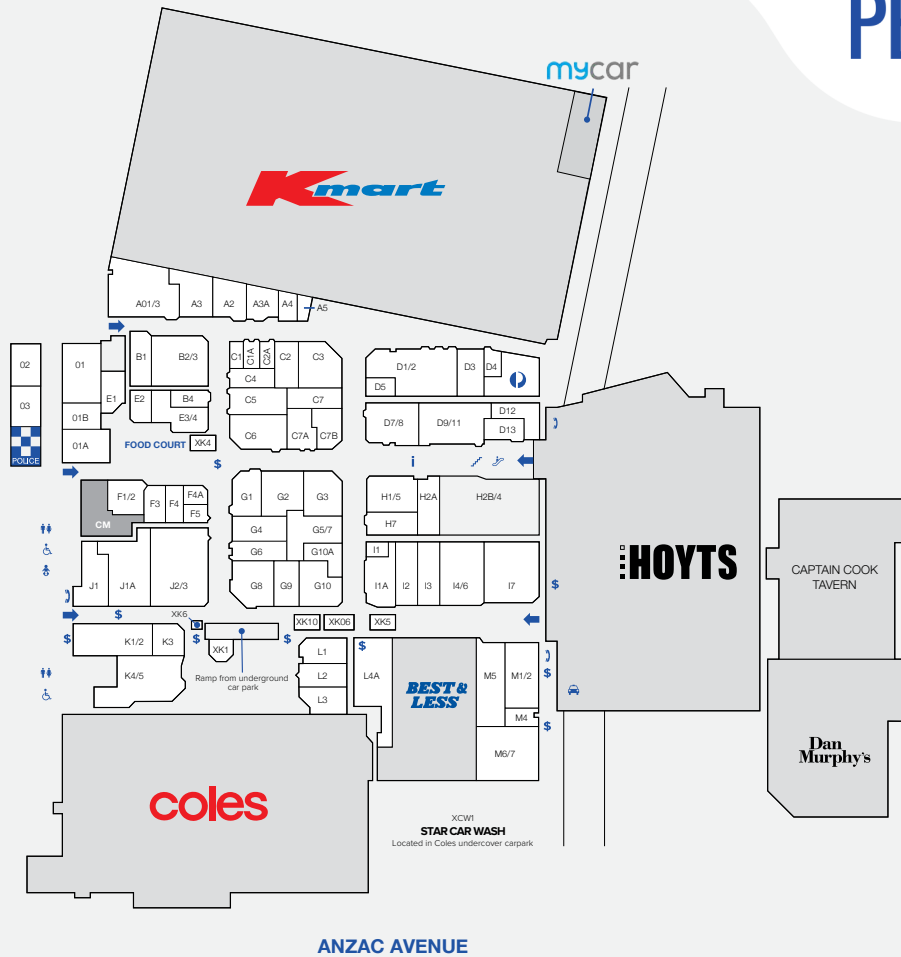 PE
mycar
Kmart
A01/3
A3
A2
A3A
A4
A5
02
01
B1
B2/3
C1
C1A
C2A
C2
C3
D1/2
D3
D4
C4
D5
03
E1
E2
B4
C5
C7
01B
E3/4
D7/8
D9/11
D12
C6
C7A
C7B
D13
01A
FOOD COURT
XK4
POLICE
$
i
F1/2
F3
F4
F4A
F5
CM
G1
G2
G3
H1/5
H2A
H2B/4
G4
G5/7
H7
G6
G10A
I1
HOYTS
CAPTAIN COOK
TAVERN
J1
J1A
J2/3
G8
G9
G10
I1A
I2
I3
I4/6
I7
$
$
XK6
XK10
XK06
XK5
$
K1/2
K3
$
XK1
$
L1
$
K4/5
Ramp from underground
car park
L2
L3
L4A
BEST &
LESS
M5
M1/2
$
M4
$
M6/7
Dan
Murphy's
coles
XCW1
STAR CAR WASH
Located in Coles undercover carpark
ANZAC AVENUE